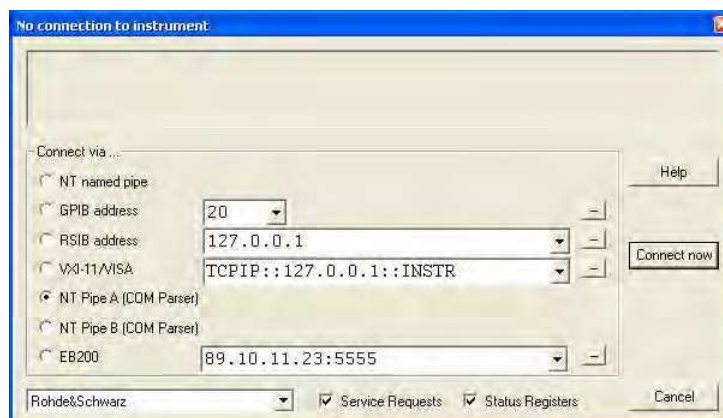 No connection to instrument
Connect via ...
NT named pipe
GPIB address 20
Help
RSIB address 127.0.0.1
VXI-11/VISA TCPIP::127.0.0.1::INSTR
Connect now
NT Pipe A (COM Parser)
NT Pipe B (COM Parser)
EB200 89.10.11.23:5555
Rohde&Schwarz Service Requests Status Registers Cancel